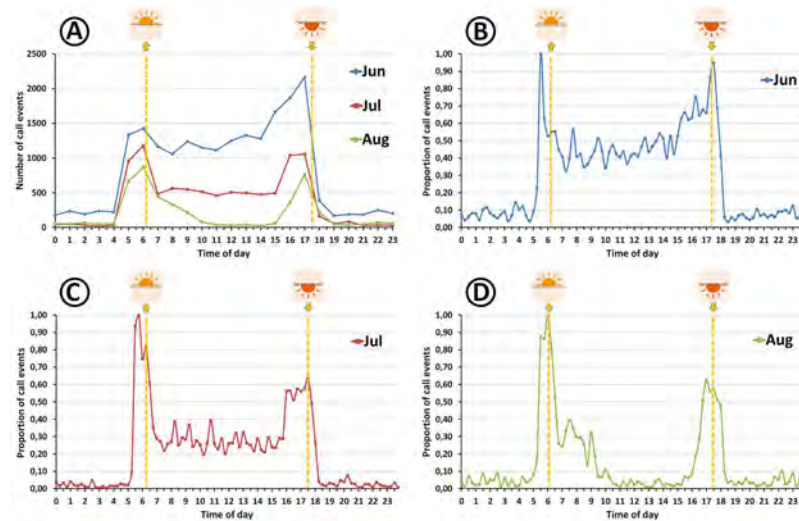 A
Number of call events
2500
2000
1500
1000
500
0
Jun
Jul
Aug
0 1 2 3 4 5 6 7 8 9 10 11 12 13 14 15 16 17 18 19 20 21 22 23
Time of day
B
Proportion of call events
1,00
0,90
0,80
0,70
0,60
0,50
0,40
0,30
0,20
0,10
0,00
Jun
0 1 2 3 4 5 6 7 8 9 10 11 12 13 14 15 16 17 18 19 20 21 22 23
Time of day
C
Proportion of call events
1,00
0,90
0,80
0,70
0,60
0,50
0,40
0,30
0,20
0,10
0,00
Jul
0 1 2 3 4 5 6 7 8 9 10 11 12 13 14 15 16 17 18 19 20 21 22 23
Time of day
D
Proportion of call events
1,00
0,90
0,80
0,70
0,60
0,50
0,40
0,30
0,20
0,10
0,00
Aug
0 1 2 3 4 5 6 7 8 9 10 11 12 13 14 15 16 17 18 19 20 21 22 23
Time of day